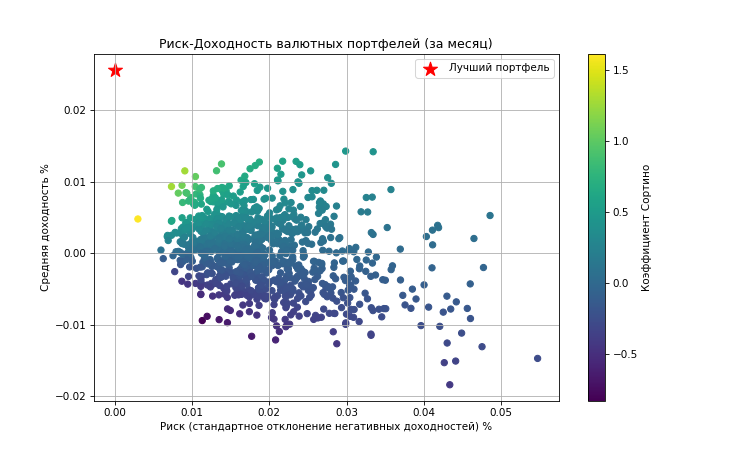 Риск-Доходность валютных портфелей (за месяц)
Лучший портфель
Средняя доходность %
0.02
0.01
0.00
−0.01
−0.02
0.00 0.01 0.02 0.03 0.04 0.05
Риск (стандартное отклонение негативных доходностей) %
1.5
1.0
0.5
0.0
−0.5
Коэффициент Сортино